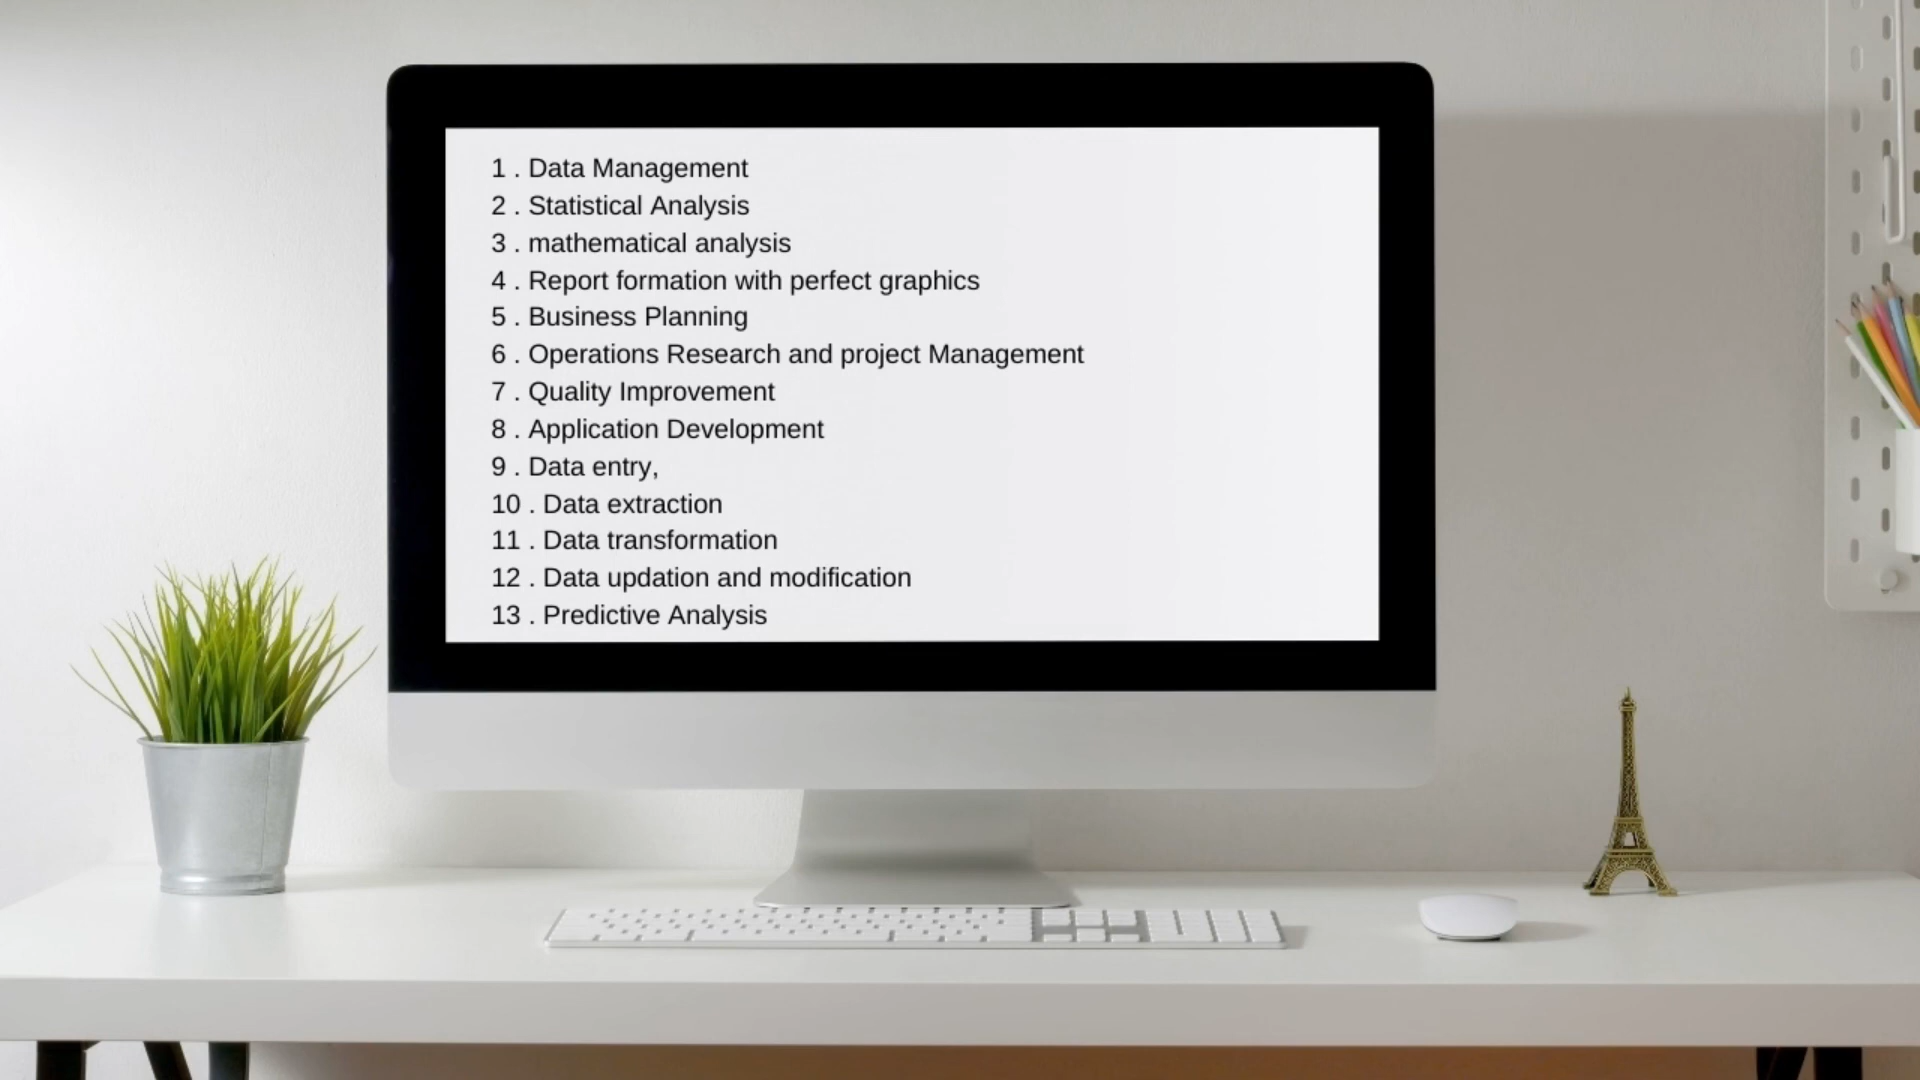 1 . Data Management
2 . Statistical Analysis
3 . mathematical analysis
4 . Report formation with perfect graphics
5 . Business Planning
6 . Operations Research and project Management
7 . Quality Improvement
8 . Application Development
9 . Data entry,
10 . Data extraction
11 . Data transformation
12 . Data updation and modification
13 . Predictive Analysis